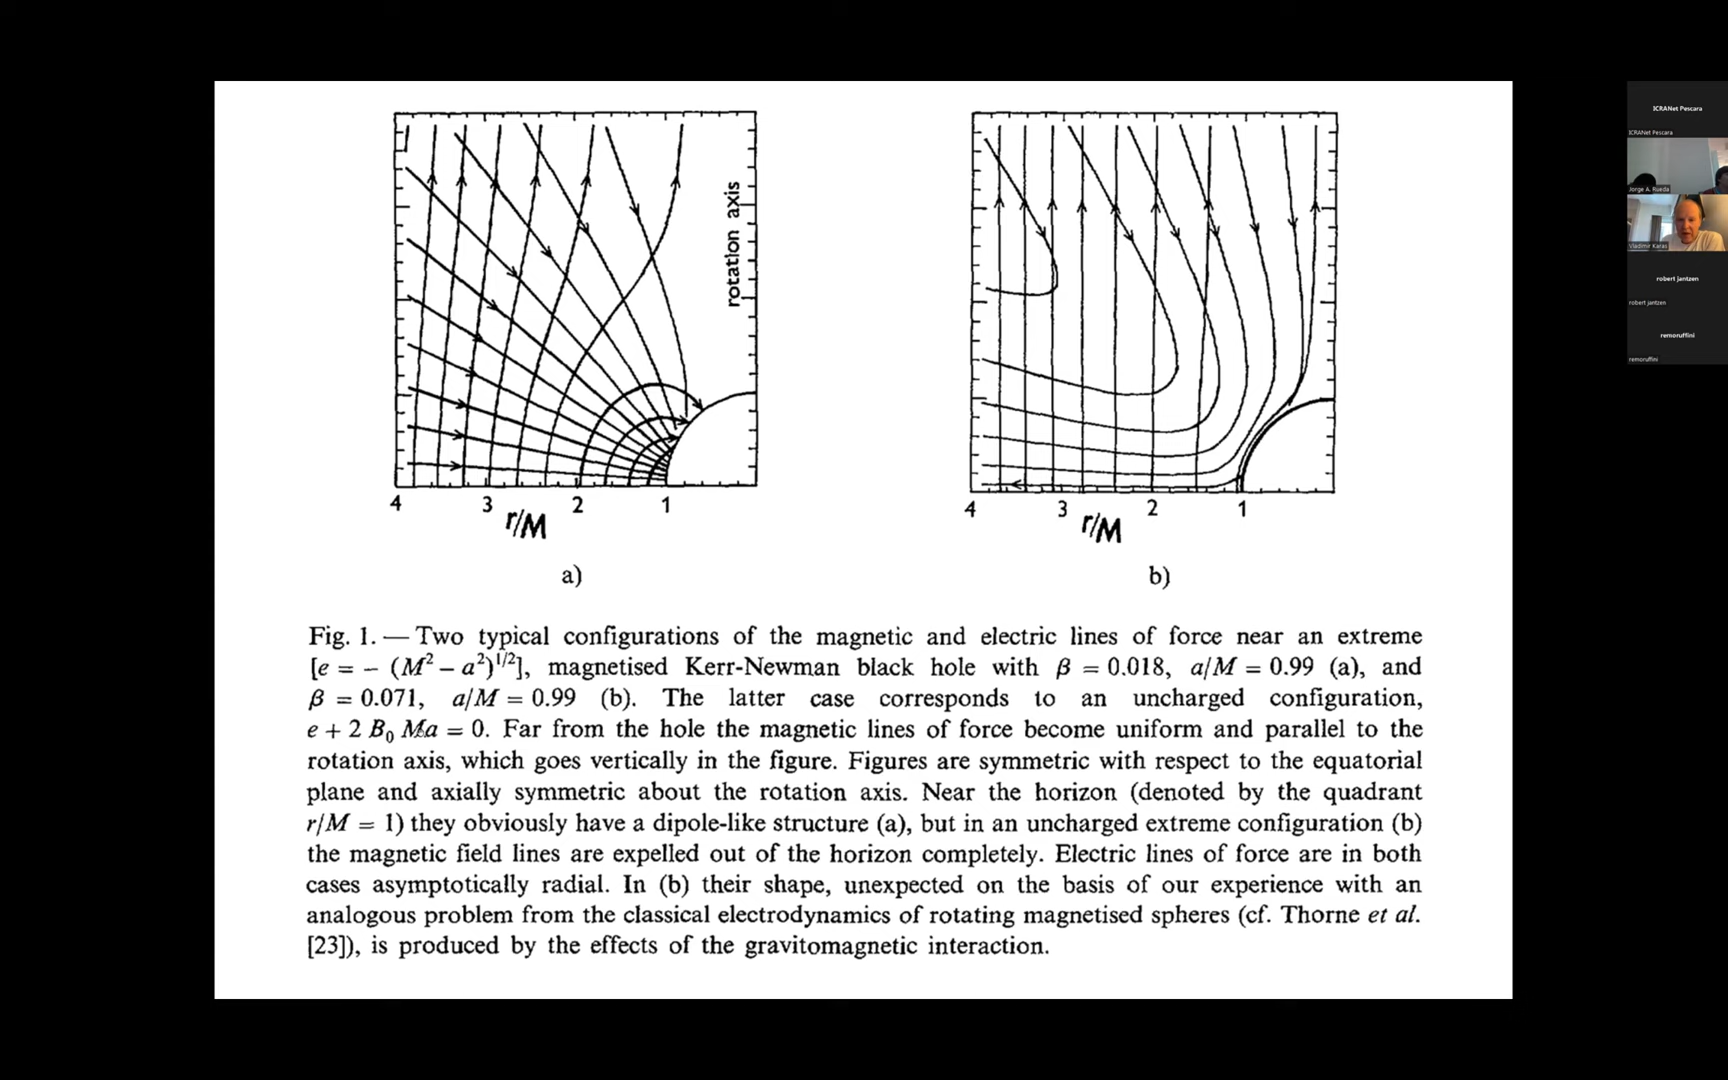 rotation axis
4 3 2 1
r/M
a)
4 3 2 1
r/M
b)
Fig. 1. — Two typical configurations of the magnetic and electric lines of force near an extreme
[e = − (M² − a²)^1/2], magnetised Kerr-Newman black hole with β = 0.018, a/M = 0.99 (a), and
β = 0.071, a/M = 0.99 (b). The latter case corresponds to an uncharged configuration,
e + 2 B₀ Ma = 0. Far from the hole the magnetic lines of force become uniform and parallel to the
rotation axis, which goes vertically in the figure. Figures are symmetric with respect to the equatorial
plane and axially symmetric about the rotation axis. Near the horizon (denoted by the quadrant
r/M = 1) they obviously have a dipole-like structure (a), but in an uncharged extreme configuration (b)
the magnetic field lines are expelled out of the horizon completely. Electric lines of force are in both
cases asymptotically radial. In (b) their shape, unexpected on the basis of our experience with an
analogous problem from the classical electrodynamics of rotating magnetised spheres (cf. Thorne et al.
[23]), is produced by the effects of the gravitomagnetic interaction.
ICRANet Pescara
ICRANet Pescara
Jorge A. Rueda
Vladimir Karas
robert jantzen
robert jantzen
remoruffini
remoruffini